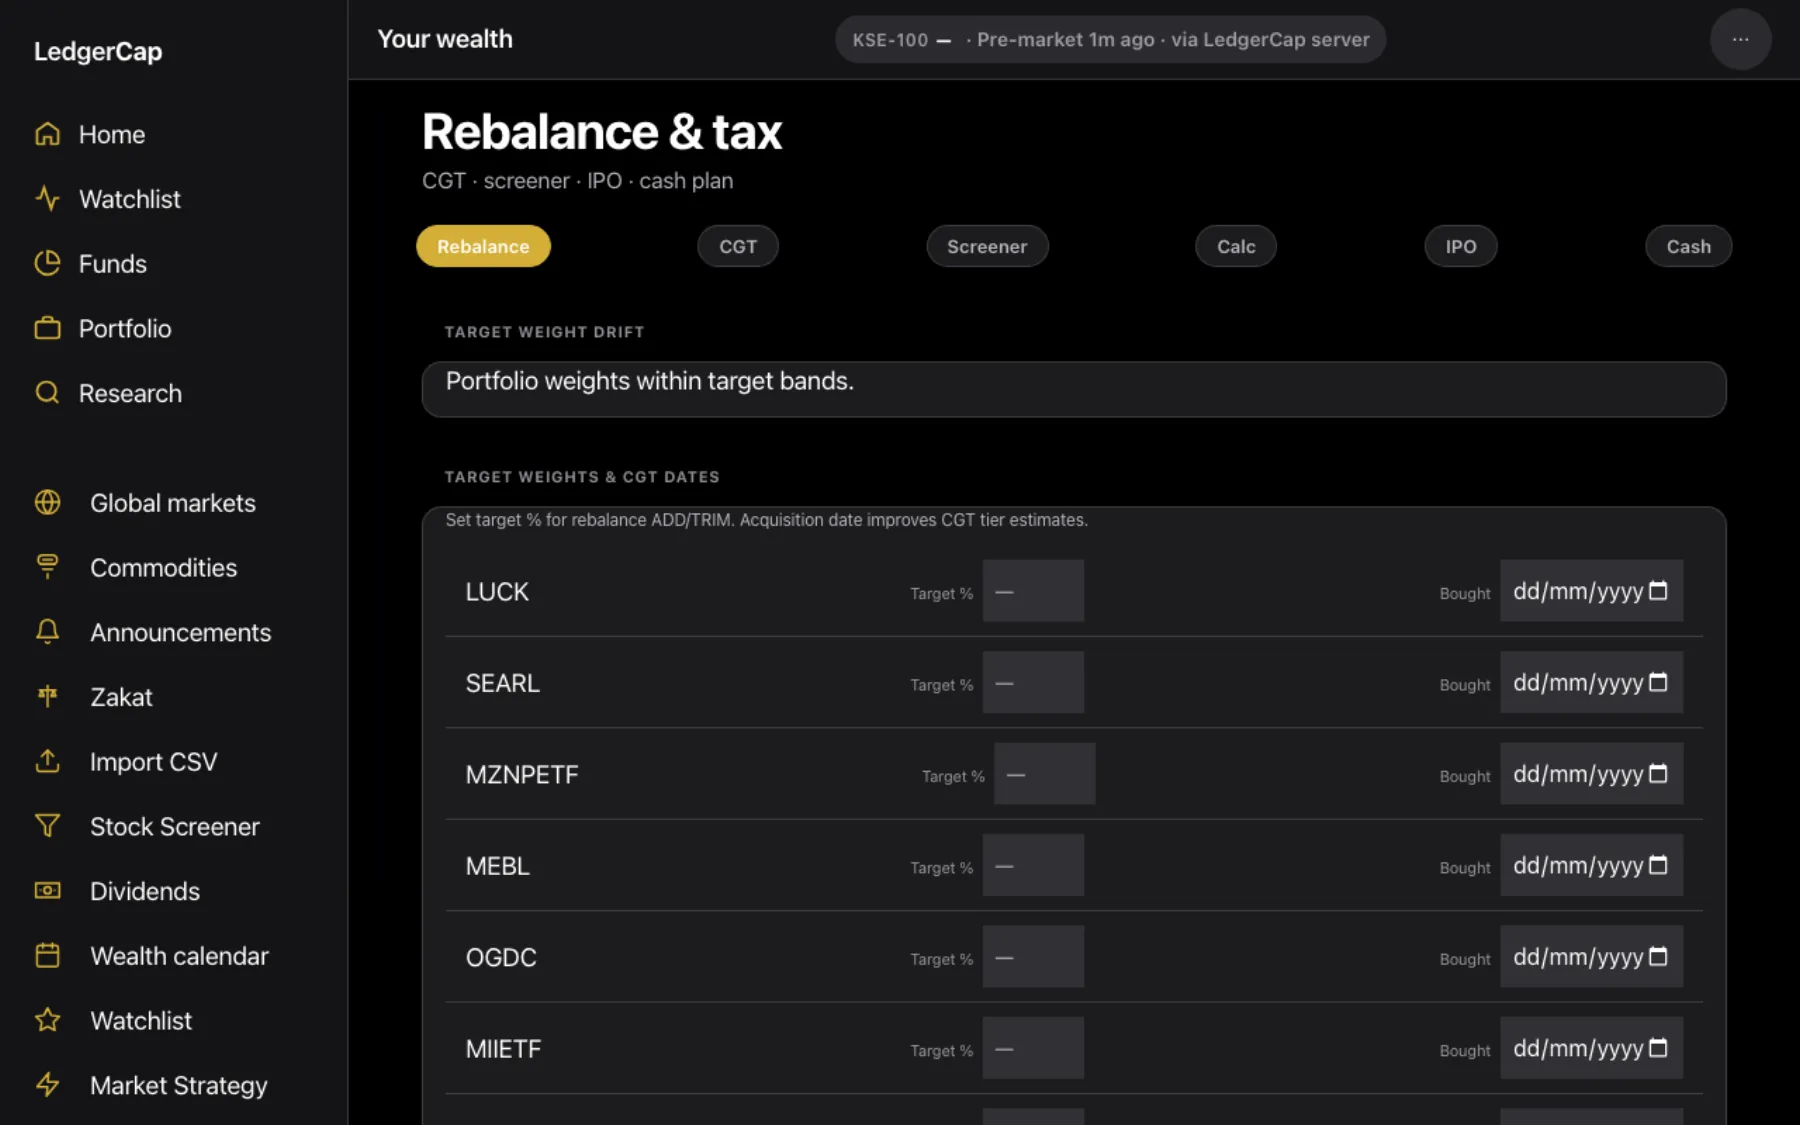 LedgerCap
Home
Watchlist
Funds
Portfolio
Research
Global markets
Commodities
Announcements
Zakat
Import CSV
Stock Screener
Dividends
Wealth calendar
Watchlist
Market Strategy
Your wealth
KSE-100 — · Pre-market 1m ago · via LedgerCap server
...
Rebalance & tax
CGT · screener · IPO · cash plan
Rebalance CGT Screener Calc IPO Cash
TARGET WEIGHT DRIFT
Portfolio weights within target bands.
TARGET WEIGHTS & CGT DATES
Set target % for rebalance ADD/TRIM. Acquisition date improves CGT tier estimates.
LUCK Target % — Bought dd/mm/yyyy
SEARL Target % — Bought dd/mm/yyyy
MZNPETF Target % — Bought dd/mm/yyyy
MEBL Target % — Bought dd/mm/yyyy
OGDC Target % — Bought dd/mm/yyyy
MIIETF Target % — Bought dd/mm/yyyy